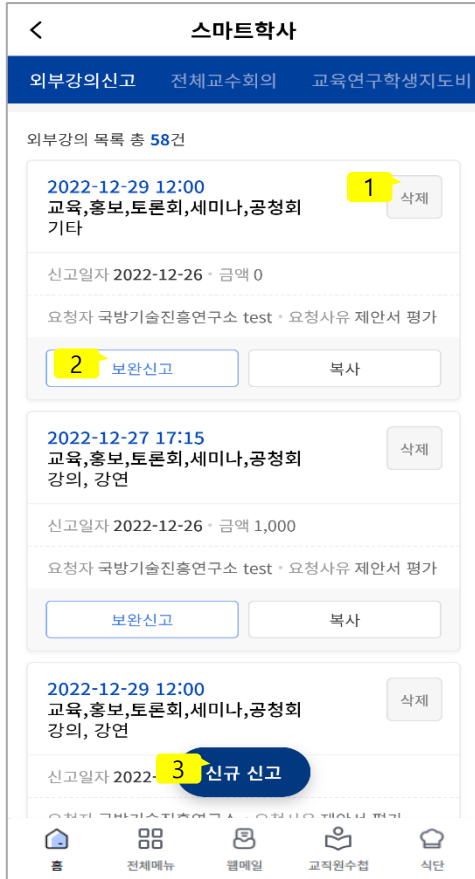 스마트학사
외부강의신고 전체교수회의 교육연구학생지도비
외부강의 목록 총 58건
2022-12-29 12:00
1
삭제
교육,홍보,토론회,세미나,공청회
기타
신고일자 2022-12-26 · 금액 0
요청자 국방기술진흥연구소 test · 요청사유 제안서 평가
2 보완신고 복사
2022-12-27 17:15
삭제
교육,홍보,토론회,세미나,공청회
강의, 강연
신고일자 2022-12-26 · 금액 1,000
요청자 국방기술진흥연구소 test · 요청사유 제안서 평가
보완신고 복사
2022-12-29 12:00
삭제
교육,홍보,토론회,세미나,공청회
강의, 강연
신고일자 2022-
3 신규 신고
홈 전체메뉴 웹메일 교직원수첩 식단